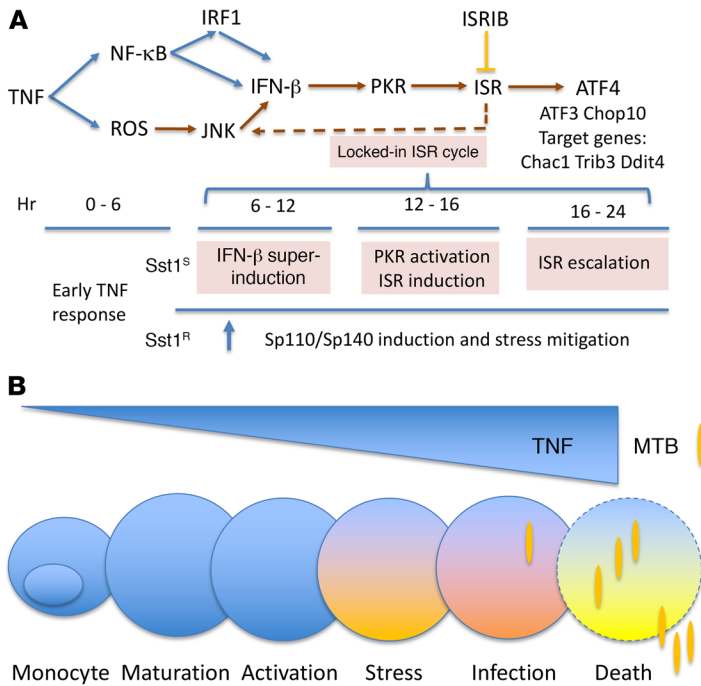 A
IRF1
ISRIB
NF-κB
TNF
IFN-β
PKR
ISR
ATF4
ROS
JNK
ATF3 Chop10
Target genes:
Chac1 Trib3 Ddit4
Locked-in ISR cycle
Hr
0 - 6
6 - 12
12 - 16
16 - 24
Sst1S
IFN-β super-
induction
PKR activation
ISR induction
ISR escalation
Early TNF
response
Sst1R
Sp110/Sp140 induction and stress mitigation
B
TNF
MTB
Monocyte
Maturation
Activation
Stress
Infection
Death